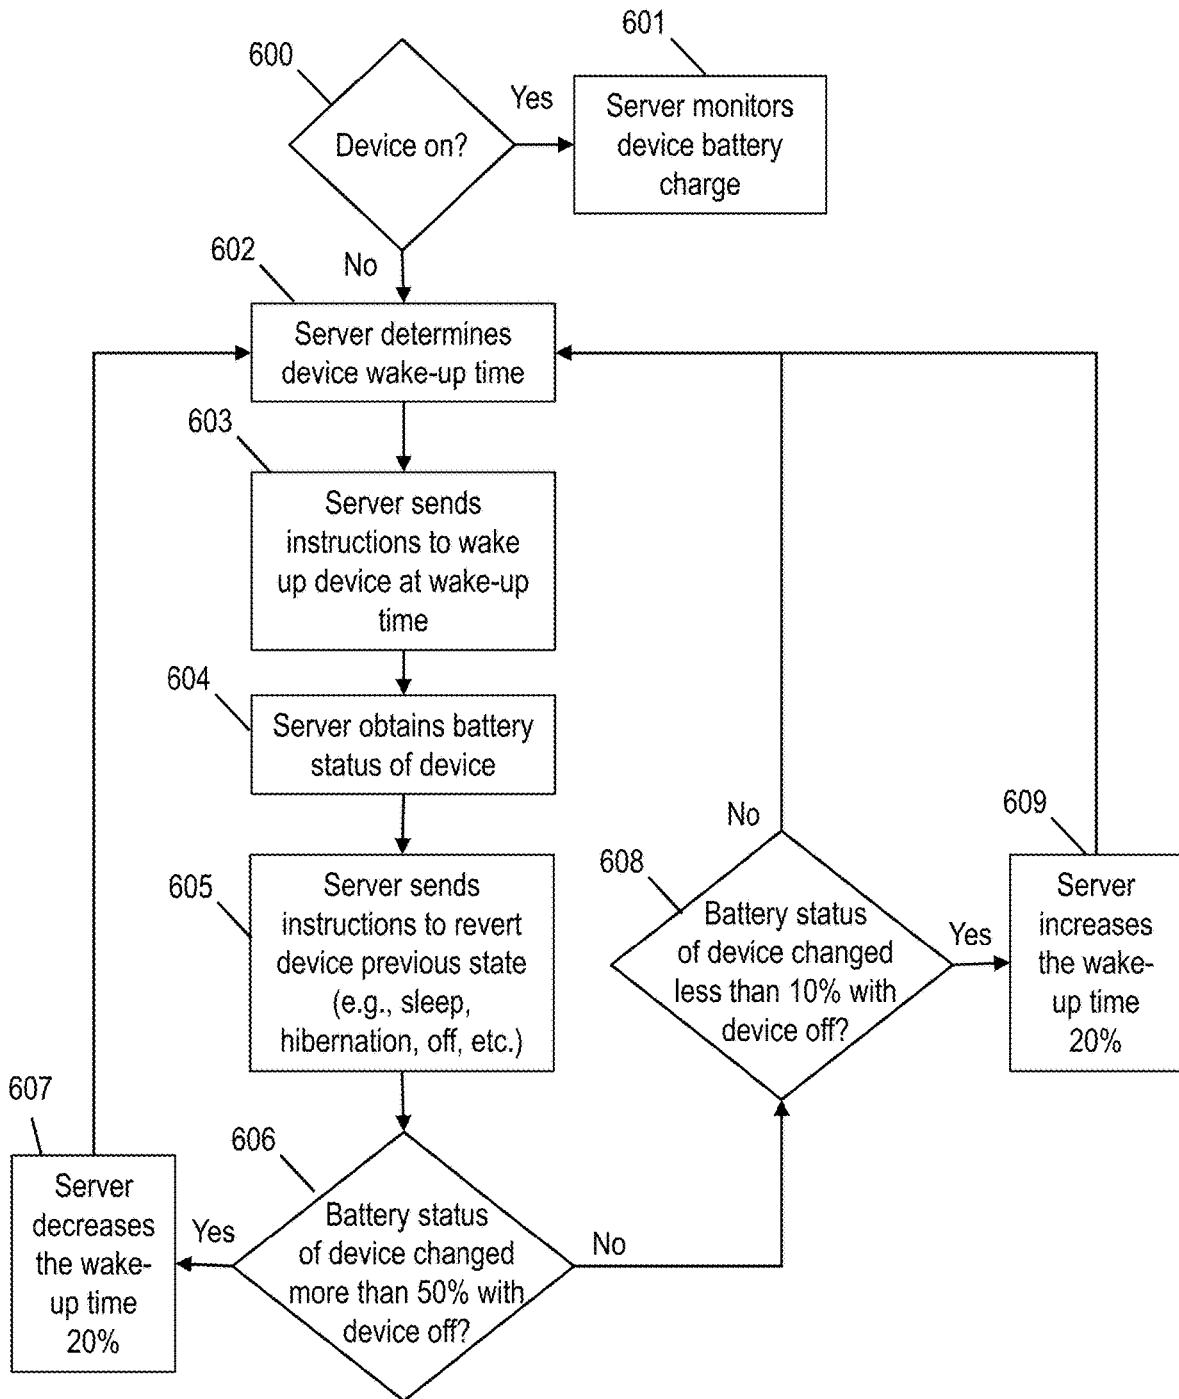 600
Device on?
Yes
601
Server monitors
device battery
charge
No
602
Server determines
device wake-up time
603
Server sends
instructions to wake
up device at wake-up
time
604
Server obtains battery
status of device
605
Server sends
instructions to revert
device previous state
(e.g., sleep,
hibernation, off, etc.)
606
Battery status
of device changed
more than 50% with
device off?
Yes
607
Server
decreases
the wake-
up time
20%
No
608
Battery status
of device changed
less than 10% with
device off?
No
Yes
609
Server
increases
the wake-
up time
20%